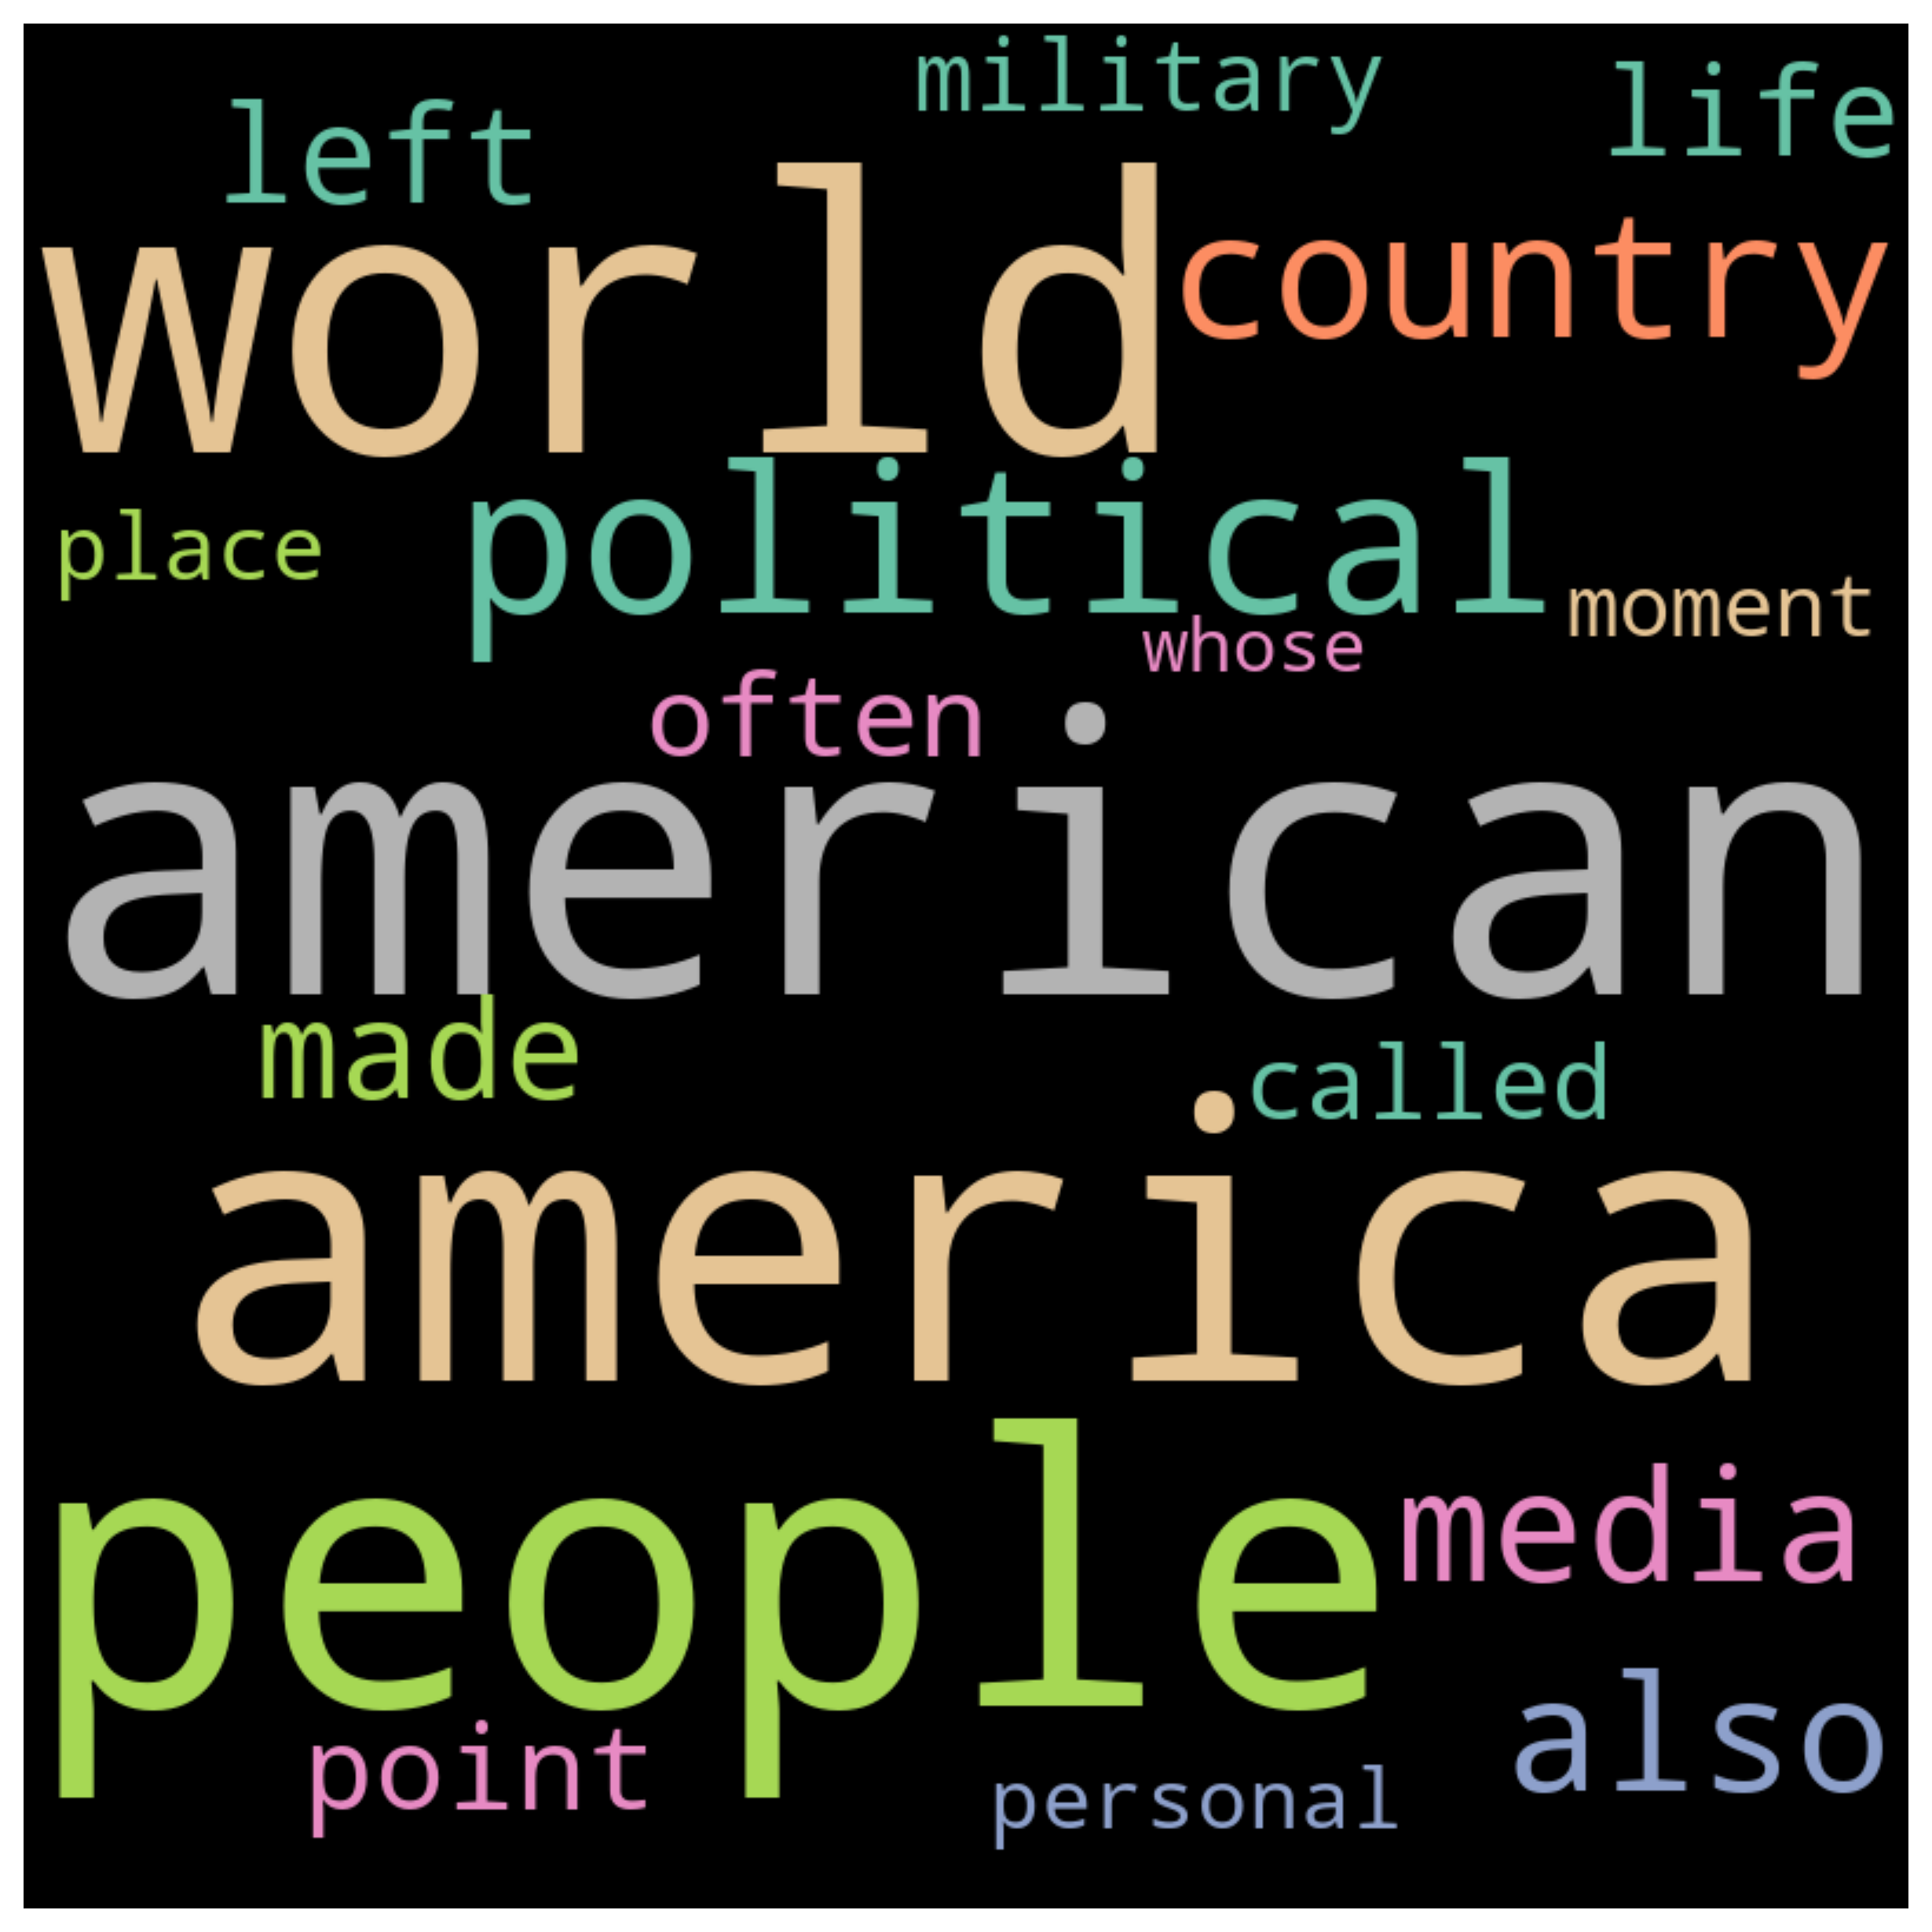 military
life
left
world
country
political
place
moment
whose
often
american
made
called
america
people
media
also
point
personal